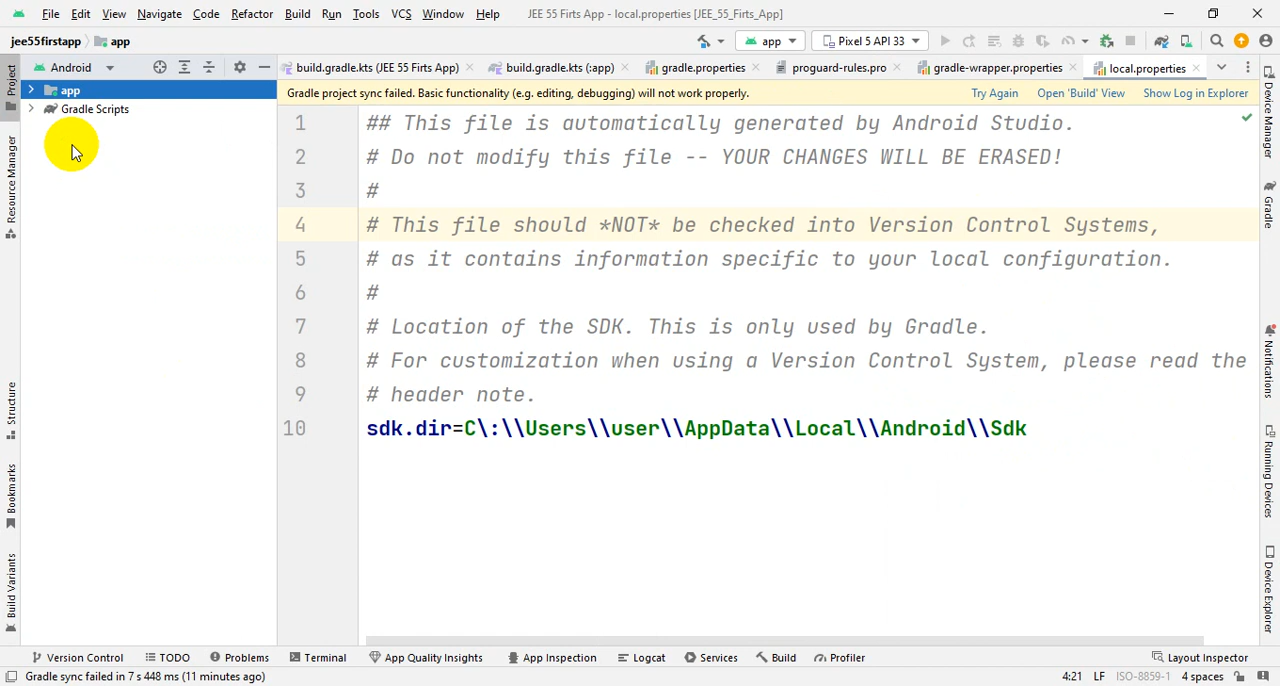 File Edit View Navigate Code Refactor Build Run Tools VCS Window Help JEE 55 Firts App - local.properties [JEE_55_Firts_App]
jee55firstapp app app Pixel 5 API 33
Android build.gradle.kts (JEE 55 Firts App) build.gradle.kts (:app) gradle.properties proguard-rules.pro gradle-wrapper.properties local.properties
Gradle project sync failed. Basic functionality (e.g. editing, debugging) will not work properly. Try Again Open 'Build' View Show Log in Explorer
app
Gradle Scripts
Project
Resource Manager
Structure
Bookmarks
Build Variants
1 ## This file is automatically generated by Android Studio.
2 # Do not modify this file -- YOUR CHANGES WILL BE ERASED!
3 #
4 # This file should *NOT* be checked into Version Control Systems,
5 # as it contains information specific to your local configuration.
6 #
7 # Location of the SDK. This is only used by Gradle.
8 # For customization when using a Version Control System, please read the
9 # header note.
10 sdk.dir=C\:\\Users\\user\\AppData\\Local\\Android\\Sdk
Device Manager
Gradle
Notifications
Running Devices
Device Explorer
Version Control TODO Problems Terminal App Quality Insights App Inspection Logcat Services Build Profiler Layout Inspector
Gradle sync failed in 7 s 448 ms (11 minutes ago) 4:21 LF ISO-8859-1 4 spaces